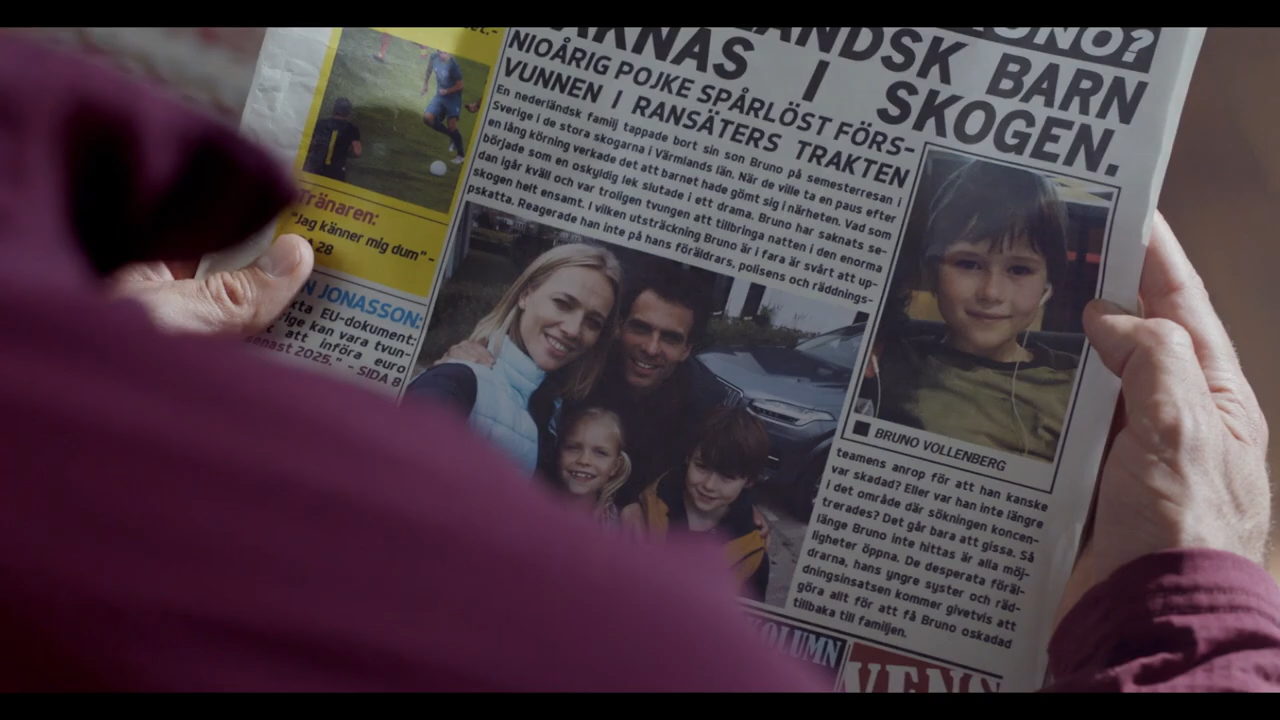 BARN
SKOGEN.
NIOÅRIG POJKE SPÅRLÖST FÖRS-
VUNNEN I RANSÄTERS TRAKTEN
En nederländsk familj tappade bort sin son Bruno på semesterresan i
Sverige i de stora skogarna i Värmlands län. När de ville ta en paus efter
en lång körning verkade det att barnet hade gömt sig i närheten. Vad som
började som en oskyldig lek slutade i ett drama. Bruno har saknats se-
dan igår kväll och var troligen tvungen att tillbringa natten i den enorma
skogen helt ensamt. I vilken utsträckning Bruno är i fara är svårt att up-
pskatta. Reagerade han inte på hans föräldrars, polisens och räddnings-
BRUNO VOLLENBERG
teamens anrop för att han kanske
var skadad? Eller var han inte längre
i det område där sökningen koncen-
trerades? Det går bara att gissa. Så
länge Bruno inte hittas är alla möj-
ligheter öppna. De desperata föräl-
drarna, hans yngre syster och räd-
dningsinsatsen kommer givetvis att
göra allt för att få Bruno oskadad
tillbaka till familjen.
Tränaren:
"Jag känner mig dum" -
28
JONASSON:
EU-dokument:
kan vara tvun-
att införa euro
senast 2025." - SIDA 8
KOLUMN